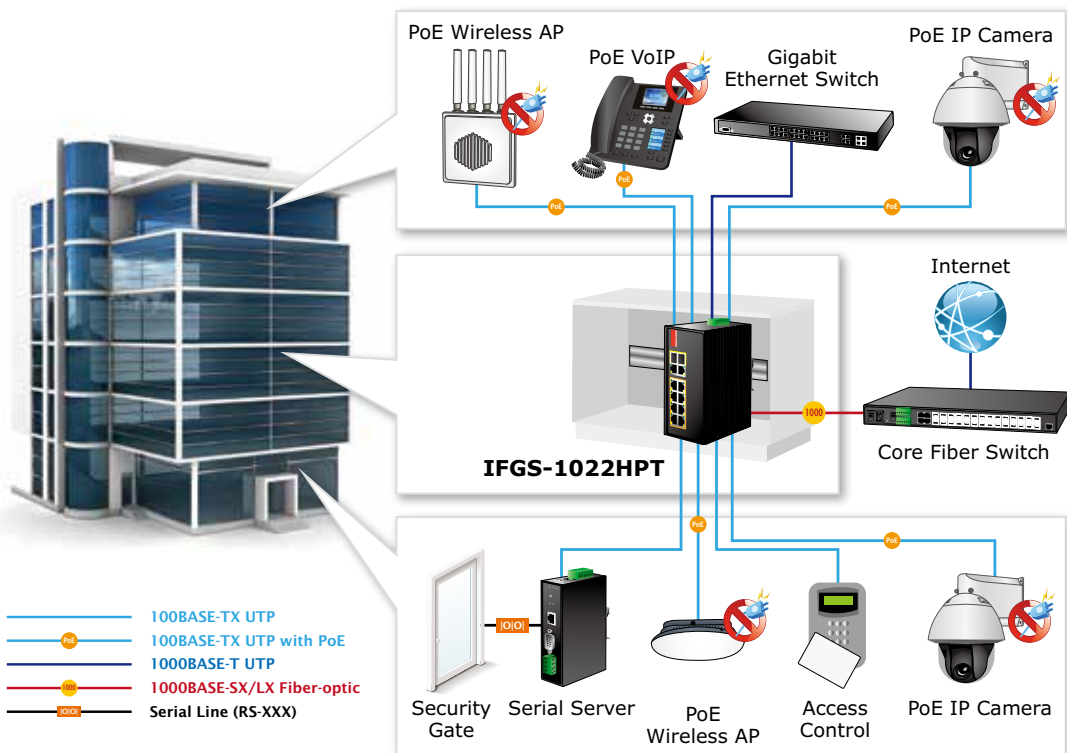 PoE Wireless AP
PoE VoIP
Gigabit
Ethernet Switch
PoE IP Camera
PoE
PoE
PoE
Internet
1000
Core Fiber Switch
IFGS-1022HPT
PoE
PoE
|O|O|
Security
Gate
Serial Server
PoE
Wireless AP
Access
Control
PoE IP Camera
100BASE-TX UTP
PoE
100BASE-TX UTP with PoE
1000BASE-T UTP
1000
1000BASE-SX/LX Fiber-optic
|O|O|
Serial Line (RS-XXX)